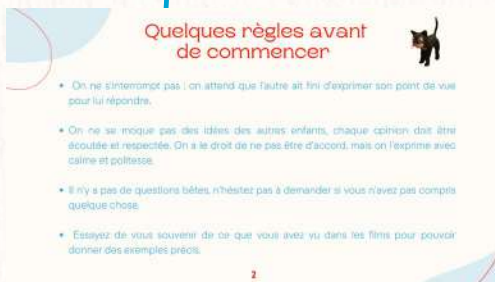 Quelques règles avant
de commencer
• On ne s'interrompt pas : on attend que l'autre ait fini d'exprimer son point de vue
pour lui répondre.
• On ne se moque pas des idées des autres enfants, chaque opinion doit être
écoutée et respectée. On a le droit de ne pas être d'accord, mais on l'exprime avec
calme et politesse.
• Il n'y a pas de questions bêtes, n'hésitez pas à demander si vous n'avez pas compris
quelque chose.
• Essayez de vous souvenir de ce que vous avez vu dans les films pour pouvoir
donner des exemples précis.
2